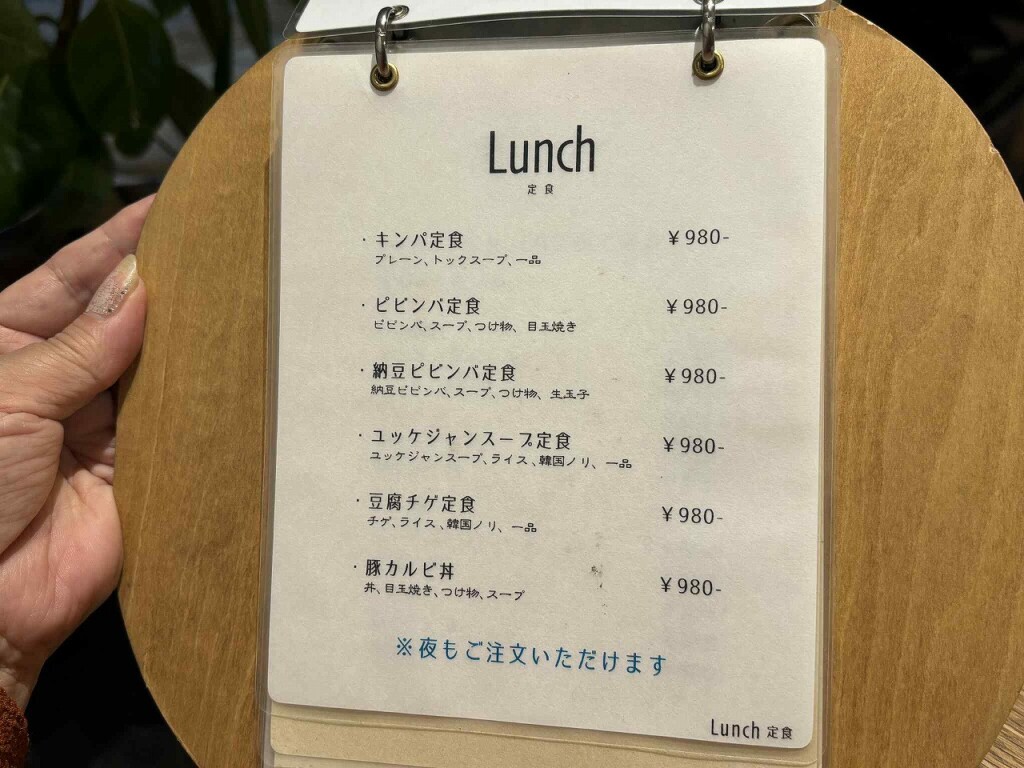 Lunch
定食
・キンパ定食 ￥980-
プレーン、トックスープ、一品
・ピビンバ定食 ￥980-
ピビンバ、スープ、つけ物、目玉焼き
・納豆ピビンバ定食 ￥980-
納豆ピビンバ、スープ、つけ物、生玉子
・ユッケジャンスープ定食 ￥980-
ユッケジャンスープ、ライス、韓国ノリ、一品
・豆腐チゲ定食 ￥980-
チゲ、ライス、韓国ノリ、一品
・豚カルビ丼 ￥980-
丼、目玉焼き、つけ物、スープ
※夜もご注文いただけます
Lunch 定食